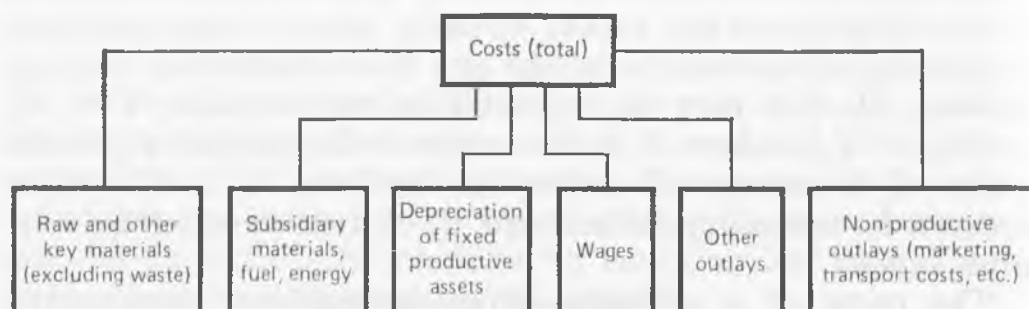 Costs (total)
Raw and other
key materials
(excluding waste)
Subsidiary
materials,
fuel, energy
Depreciation
of fixed
productive
assets
Wages
Other
outlays
Non-productive
outlays (marketing,
transport costs, etc.)